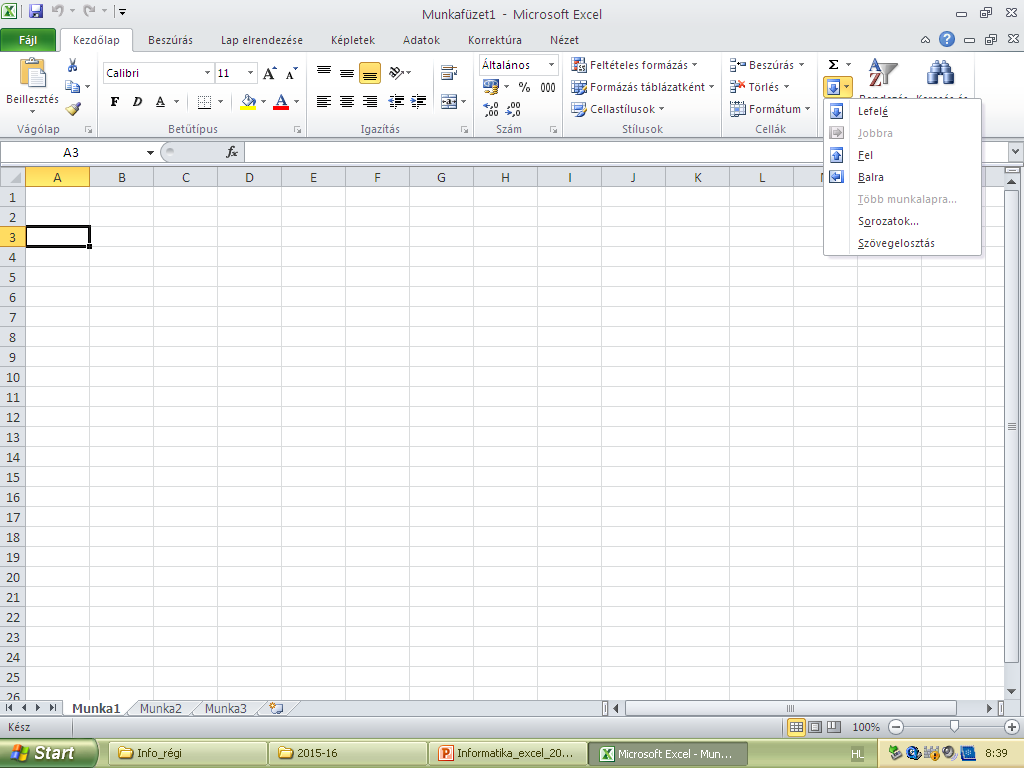 Munkafüzet1 - Microsoft Excel
Fájl Kezdőlap Beszúrás Lap elrendezése Képletek Adatok Korrektúra Nézet
Beillesztés
Vágólap
Calibri 11
F D A A
Betűtípus
Igazítás
Általános
% 000
Szám
Feltételes formázás
Formázás táblázatként
Cellastílusok
Stílusok
Beszúrás
Törlés
Formátum
Cellák
Σ
Lefelé
Jobbra
Fel
Balra
Több munkalapra...
Sorozatok...
Szövegelosztás
A3 fx
A B C D E F G H I J K L
1
2
3
4
5
6
7
8
9
10
11
12
13
14
15
16
17
18
19
20
21
22
23
24
25
26
Munka1 Munka2 Munka3
Kész 100%
Start Info_régi 2015-16 Informatika_excel_20... Microsoft Excel - Mun... HL 8:39